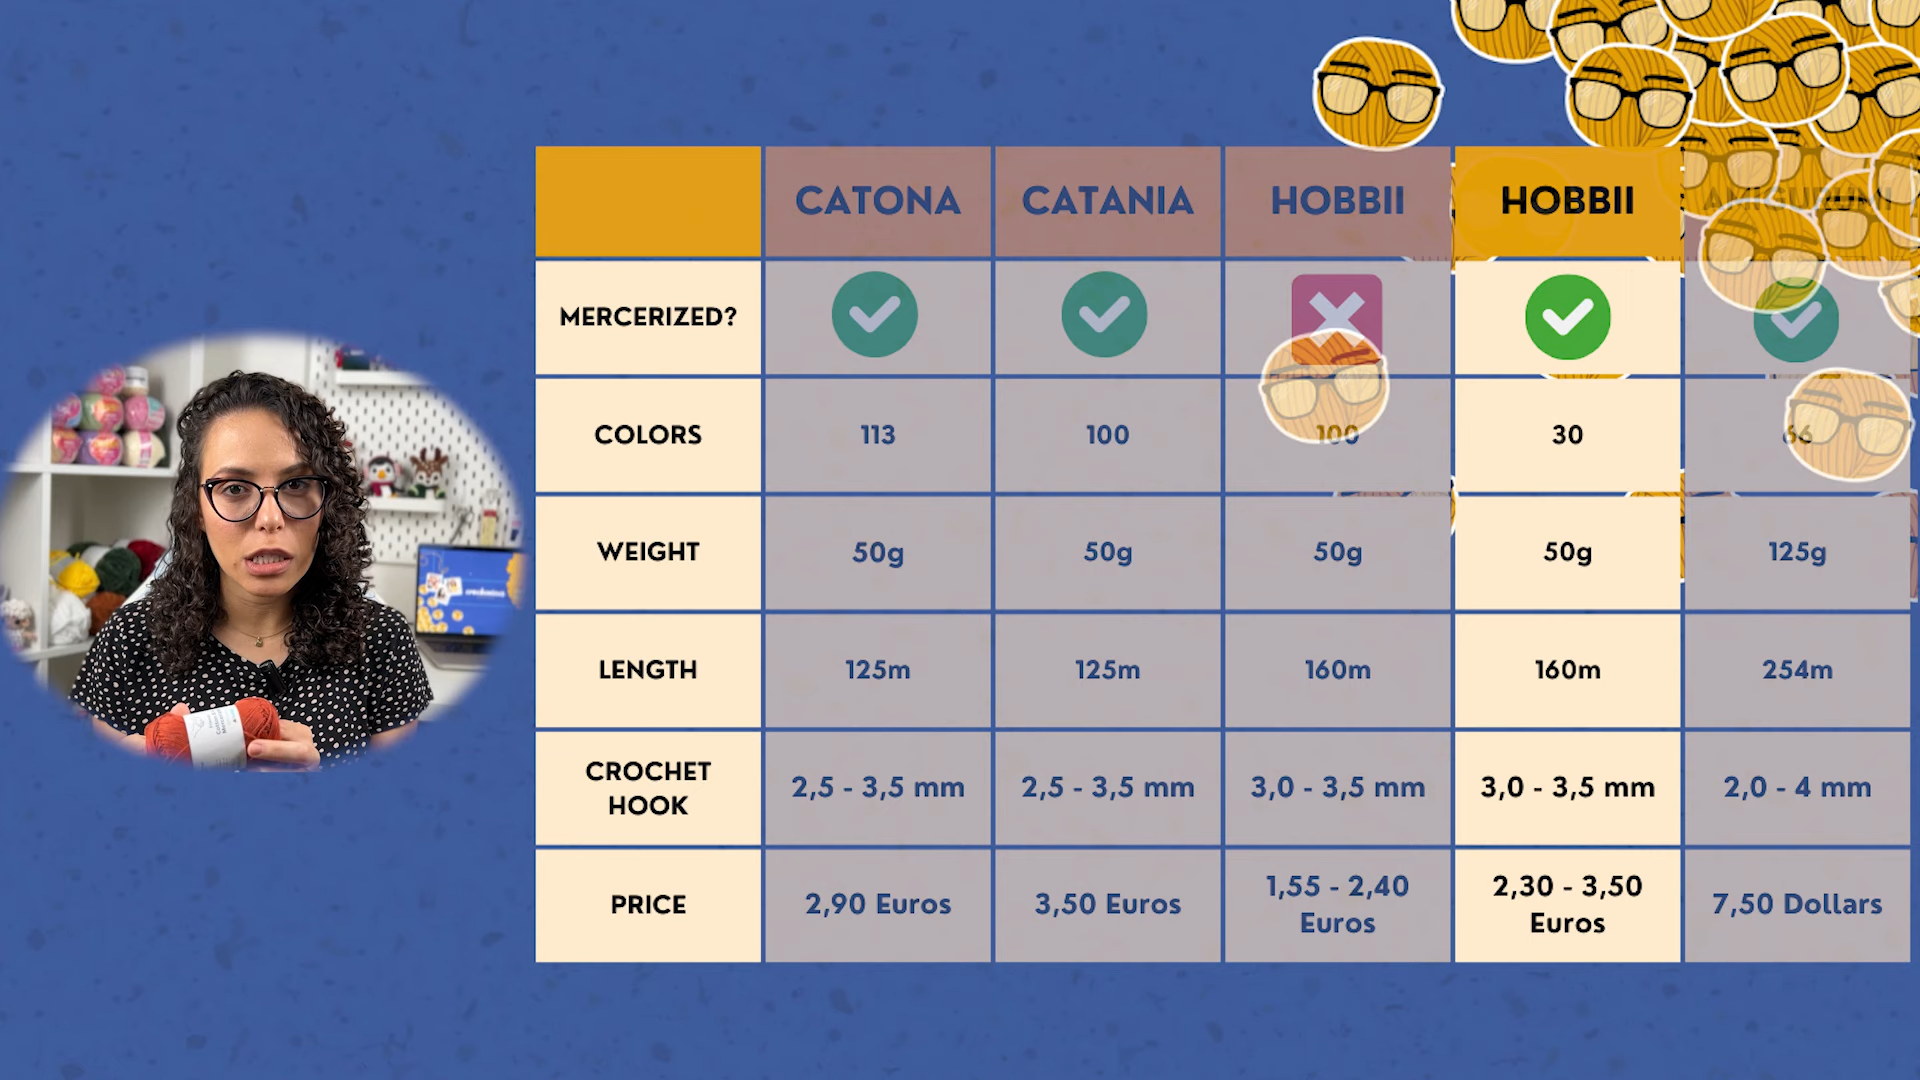 CATONA CATANIA HOBBII HOBBII AMIGURUMI
MERCERIZED?
COLORS 113 100 100 30 66
WEIGHT 50g 50g 50g 50g 125g
LENGTH 125m 125m 160m 160m 254m
CROCHET
HOOK
2,5 - 3,5 mm 2,5 - 3,5 mm 3,0 - 3,5 mm 3,0 - 3,5 mm 2,0 - 4 mm
PRICE 2,90 Euros 3,50 Euros 1,55 - 2,40
Euros
2,30 - 3,50
Euros
7,50 Dollars